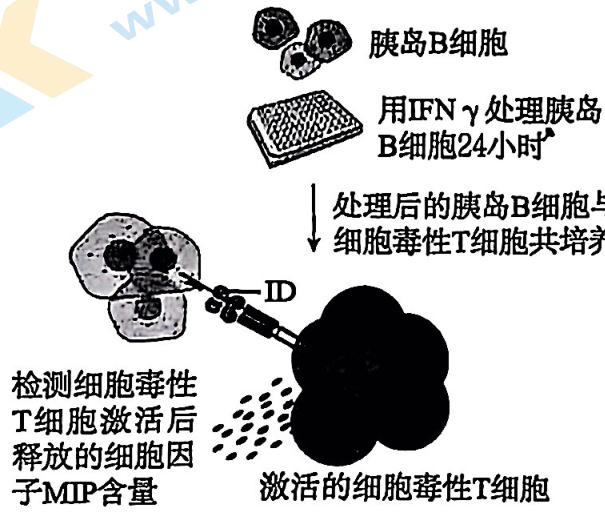 胰岛B细胞
用IFNγ处理胰岛
B细胞24小时
处理后的胰岛B细胞与
细胞毒性T细胞共培养
ID
检测细胞毒性
T细胞激活后
释放的细胞因
子MIP含量
激活的细胞毒性T细胞